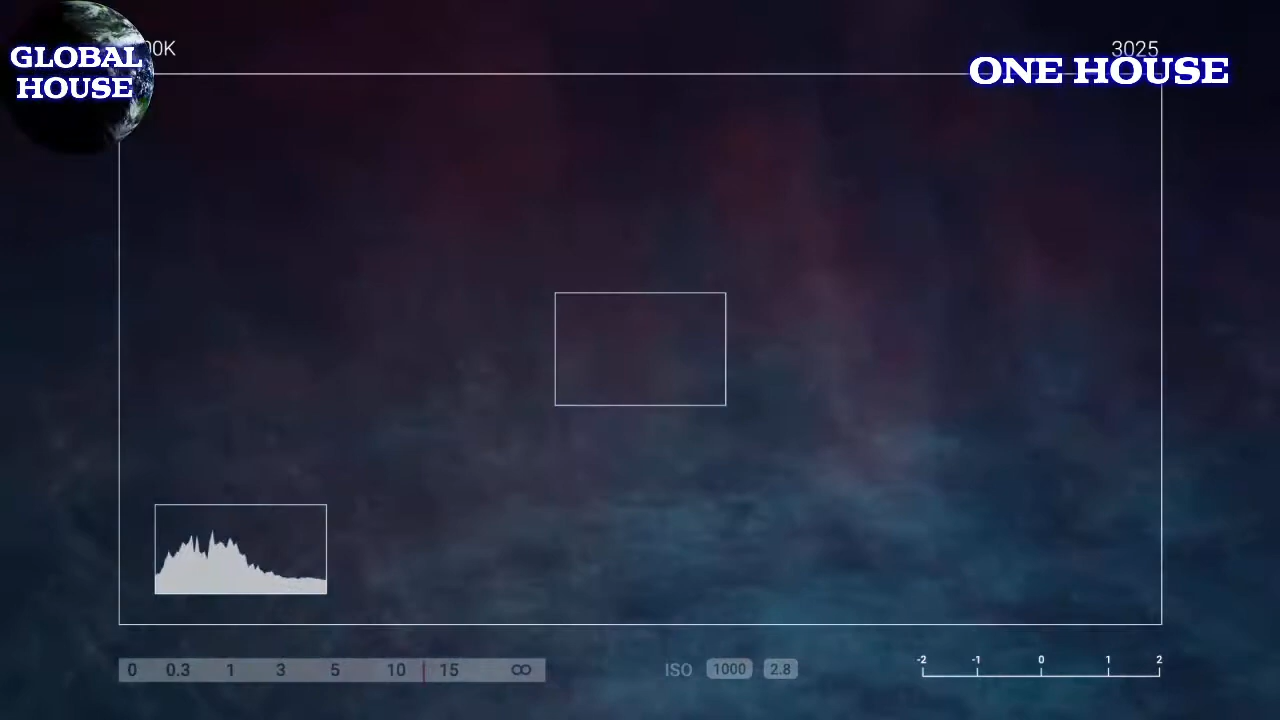 GLOBAL
HOUSE
3025
ONE HOUSE
0 0.3 1 3 5 10 15 ∞
ISO 1000 2.8
-2 -1 0 1 2